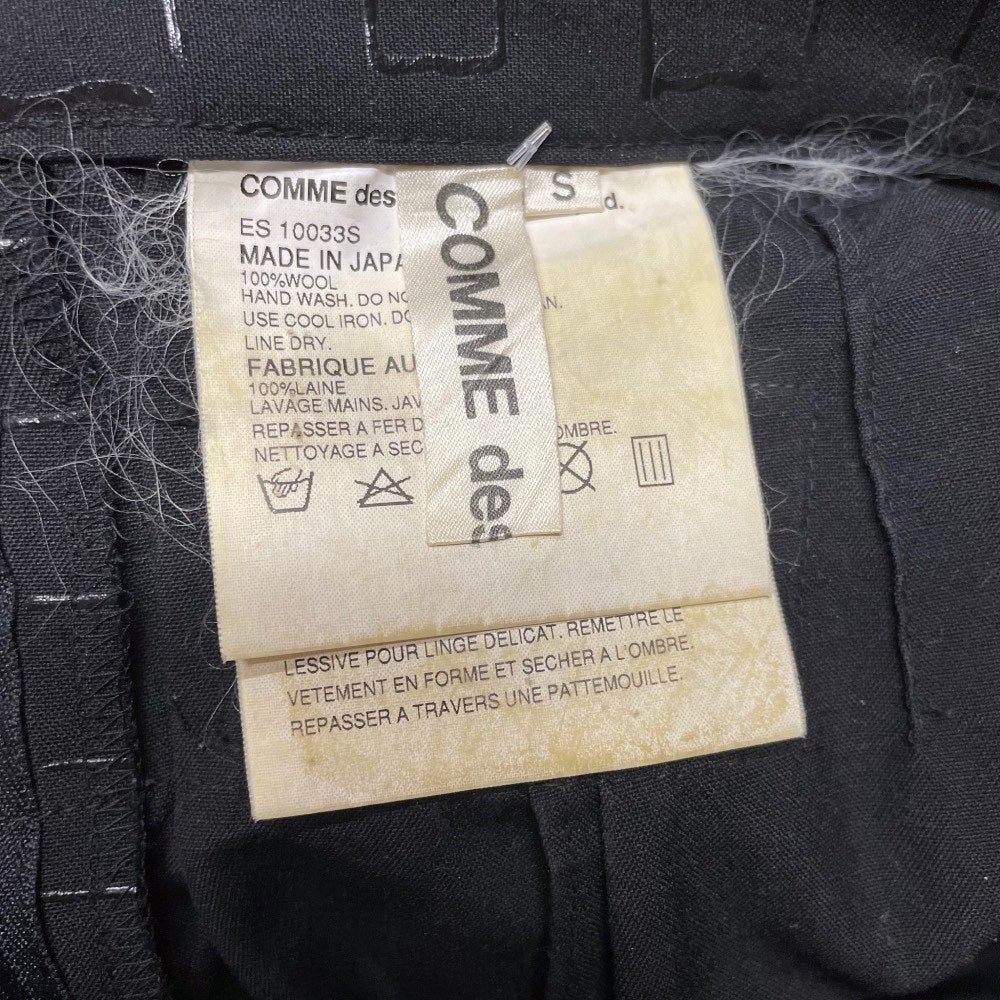 COMME des
d.
S
COMME des
ES 10033S
MADE IN JAPA
100%WOOL
HAND WASH. DO NO AN.
USE COOL IRON. DO
LINE DRY.
FABRIQUE AU
100%LAINE
LAVAGE MAINS. JAV
REPASSER A FER D OMBRE.
NETTOYAGE A SEC
LESSIVE POUR LINGE DELICAT. REMETTRE LE
VETEMENT EN FORME ET SECHER A L'OMBRE.
REPASSER A TRAVERS UNE PATTEMOUILLE.